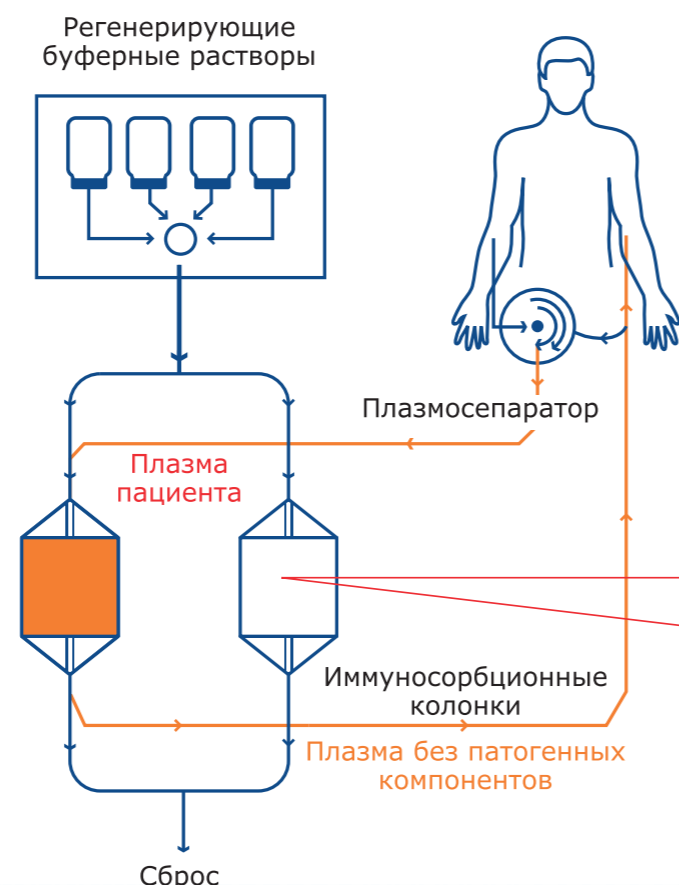 Регенерирующие
буферные растворы
Плазмосепаратор
Плазма
пациента
Иммуносорбционные
колонки
Плазма без патогенных
компонентов
Сброс